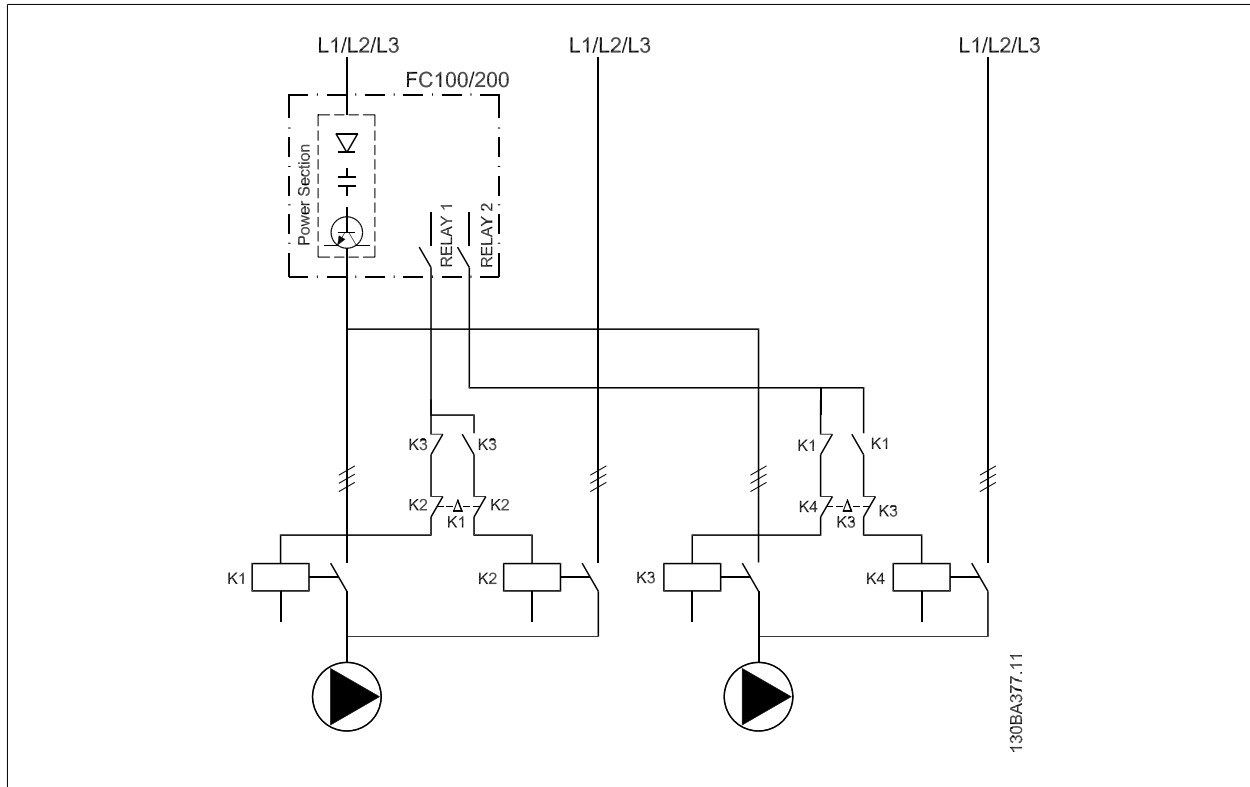 L1/L2/L3
L1/L2/L3
L1/L2/L3
FC100/200
Power Section
RELAY 1
RELAY 2
K3
K3
K1
K1
K2
K1
K2
K4
K3
K3
K1
K2
K3
K4
130BA377.11